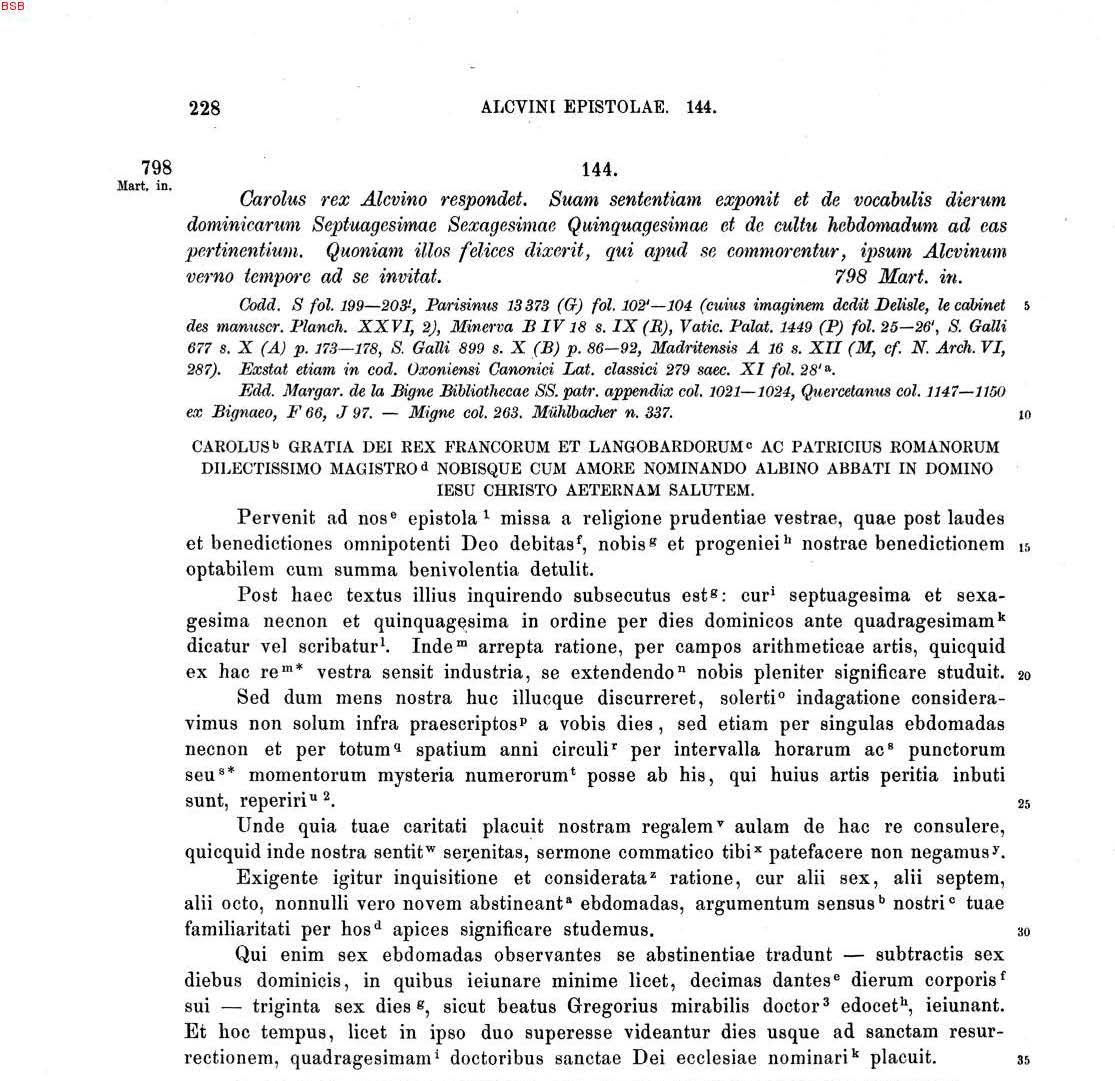 BSB
228 ALCVINI EPISTOLAE. 144.
798 144.
Mart. in.
Carolus rex Alcvino respondet. Suam sententiam exponit et de vocabulis dierum
dominicarum Septuagesimae Sexagesimae Quinquagesimae et de cultu hebdomadum ad eas
pertinentium. Quoniam illos felices dixerit, qui apud se commorentur, ipsum Alcvinum
verno tempore ad se invitat. 798 Mart. in.
Codd. S fol. 199—203', Parisinus 13373 (G) fol. 102'—104 (cuius imaginem dedit Delisle, le cabinet 5
des manuscr. Planch. XXVI, 2), Minerva B IV 18 s. IX (R), Vatic. Palat. 1449 (P) fol. 25—26', S. Galli
677 s. X (A) p. 173—178, S. Galli 899 s. X (B) p. 86—92, Madritensis A 16 s. XII (M, cf. N. Arch. VI,
287). Exstat etiam in cod. Oxoniensi Canonici Lat. classici 279 saec. XI fol. 28' a.
Edd. Margar. de la Bigne Bibliothecae SS. patr. appendix col. 1021—1024, Quercetanus col. 1147—1150
ex Bignaeo, F 66, J 97. — Migne col. 263. Mühlbacher n. 337. 10
CAROLUS b GRATIA DEI REX FRANCORUM ET LANGOBARDORUM c AC PATRICIUS ROMANORUM
DILECTISSIMO MAGISTRO d NOBISQUE CUM AMORE NOMINANDO ALBINO ABBATI IN DOMINO
IESU CHRISTO AETERNAM SALUTEM.
Pervenit ad nos e epistola 1 missa a religione prudentiae vestrae, quae post laudes
et benedictiones omnipotenti Deo debitas f, nobis g et progeniei h nostrae benedictionem 15
optabilem cum summa benivolentia detulit.
Post haec textus illius inquirendo subsecutus est g: cur i septuagesima et sexa-
gesima necnon et quinquagęsima in ordine per dies dominicos ante quadragesimam k
dicatur vel scribatur l. Inde m arrepta ratione, per campos arithmeticae artis, quicquid
ex hac re m* vestra sensit industria, se extendendo n nobis pleniter significare studuit. 20
Sed dum mens nostra huc illucque discurreret, solerti o indagatione considera-
vimus non solum infra praescriptos p a vobis dies, sed etiam per singulas ebdomadas
necnon et per totum q spatium anni circuli r per intervalla horarum ac s punctorum
seu s* momentorum mysteria numerorum t posse ab his, qui huius artis peritia inbuti
sunt, reperiri u 2. 25
Unde quia tuae caritati placuit nostram regalem v aulam de hac re consulere,
quicquid inde nostra sentit w serenitas, sermone commatico tibi x patefacere non negamus y.
Exigente igitur inquisitione et considerata z ratione, cur alii sex, alii septem,
alii octo, nonnulli vero novem abstineant a ebdomadas, argumentum sensus b nostri c tuae
familiaritati per hos d apices significare studemus. 30
Qui enim sex ebdomadas observantes se abstinentiae tradunt — subtractis sex
diebus dominicis, in quibus ieiunare minime licet, decimas dantes e dierum corporis f
sui — triginta sex dies g, sicut beatus Gregorius mirabilis doctor 3 edocet h, ieiunant.
Et hoc tempus, licet in ipso duo superesse videantur dies usque ad sanctam resur-
rectionem, quadragesimam i doctoribus sanctae Dei ecclesiae nominari k placuit. 35